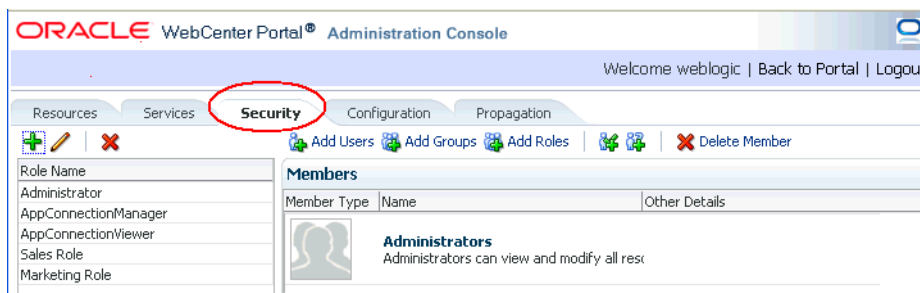 ORACLE WebCenter Portal® Administration Console
Welcome weblogic | Back to Portal | Logou
Resources Services Security Configuration Propagation
Add Users Add Groups Add Roles Delete Member
Role Name
Administrator
AppConnectionManager
AppConnectionViewer
Sales Role
Marketing Role
Members
Member Type Name Other Details
Administrators
Administrators can view and modify all reso